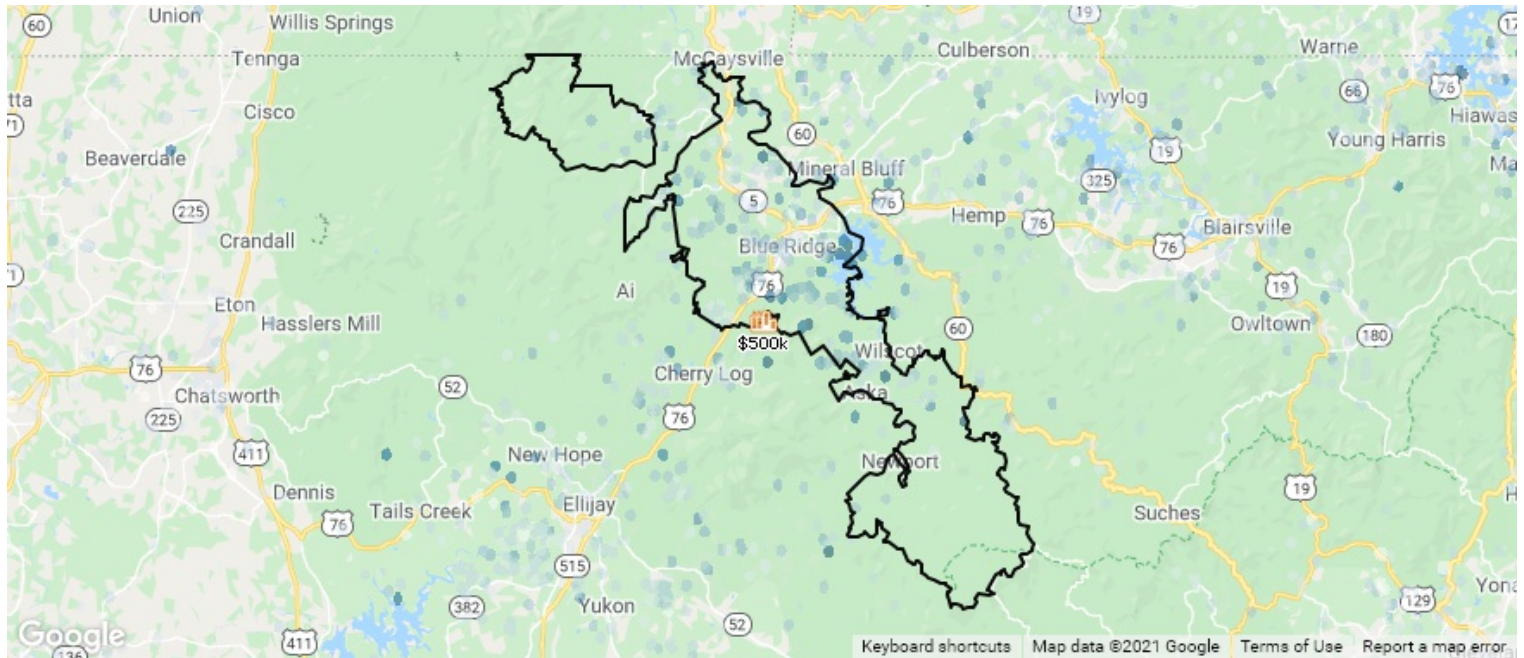 Union
Willis Springs
19
17
60
Tennga
McCaysville
Culberson
Warne
tta
Cisco
Ivylog
66
76
Hiawas
71
60
19
Young Harris
Beaverdale
Mineral Bluff
325
Ma
225
5
76
Hemp
76
Blairsville
Crandall
Blue Ridge
76
71
76
Ai
19
Eton
Hasslers Mill
60
Owltown
180
$500k
Wilscot
76
Cherry Log
52
Chatsworth
Aska
225
76
411
New Hope
Newport
Dennis
Ellijay
19
H
Tails Creek
76
Suches
515
382
Yukon
52
129
Yona
Google
411
136
Keyboard shortcuts
Map data ©2021 Google
Terms of Use
Report a map error